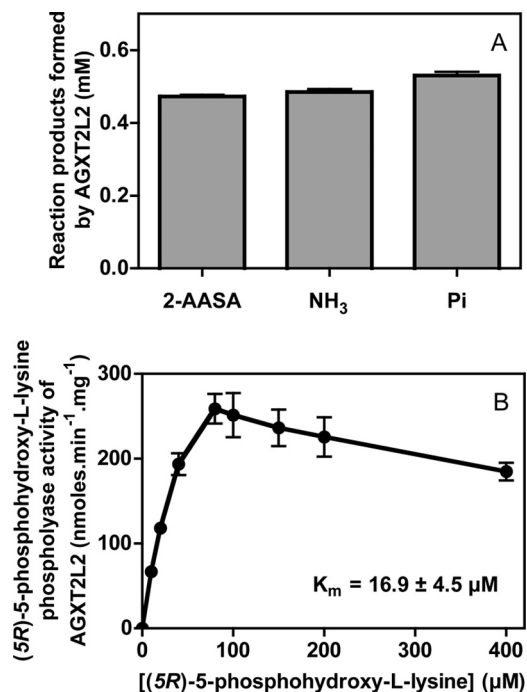 A
Reaction products formed
by AGXT2L2 (mM)
0.6
0.4
0.2
0.0
2-AASA NH₃ Pi
B
(5R)-5-phosphohydroxy-L-lysine
phospholyase activity of
AGXT2L2 (nmoles.min⁻¹.mg⁻¹)
300
200
100
0
Kₘ = 16.9 ± 4.5 µM
0 100 200 300 400
[(5R)-5-phosphohydroxy-L-lysine] (µM)